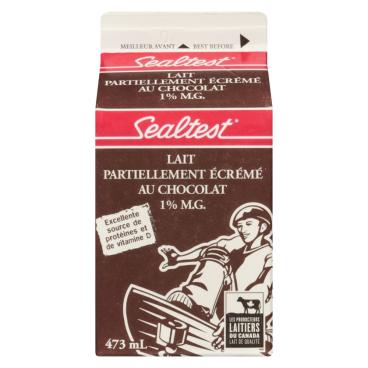 MEILLEUR AVANT BEST BEFORE
Sealtest
LAIT
PARTIELLEMENT ÉCRÉMÉ
AU CHOCOLAT
1% M.G.
Sealtest
LAIT
PARTIELLEMENT ÉCRÉMÉ
AU CHOCOLAT
1% M.G.
Excellente
source de
protéines et
de vitamine D
LES PRODUCTEURS
LAITIERS
DU CANADA
LAIT DE QUALITÉ
473 mL